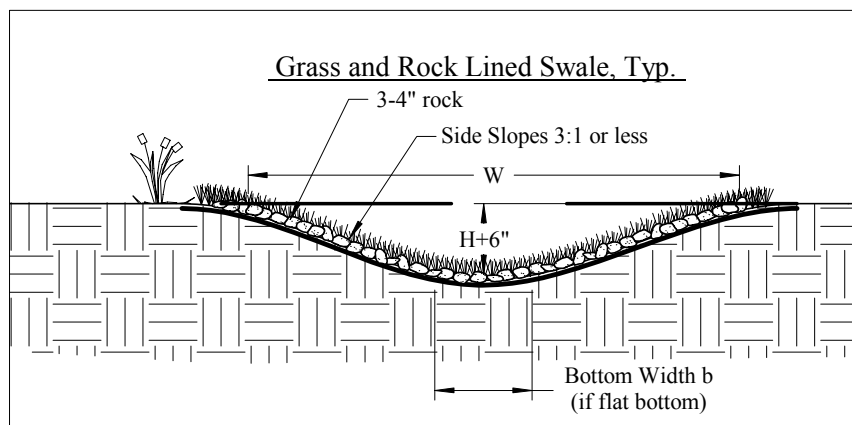 Grass and Rock Lined Swale, Typ.
3-4" rock
Side Slopes 3:1 or less
W
H+6"
Bottom Width b
(if flat bottom)